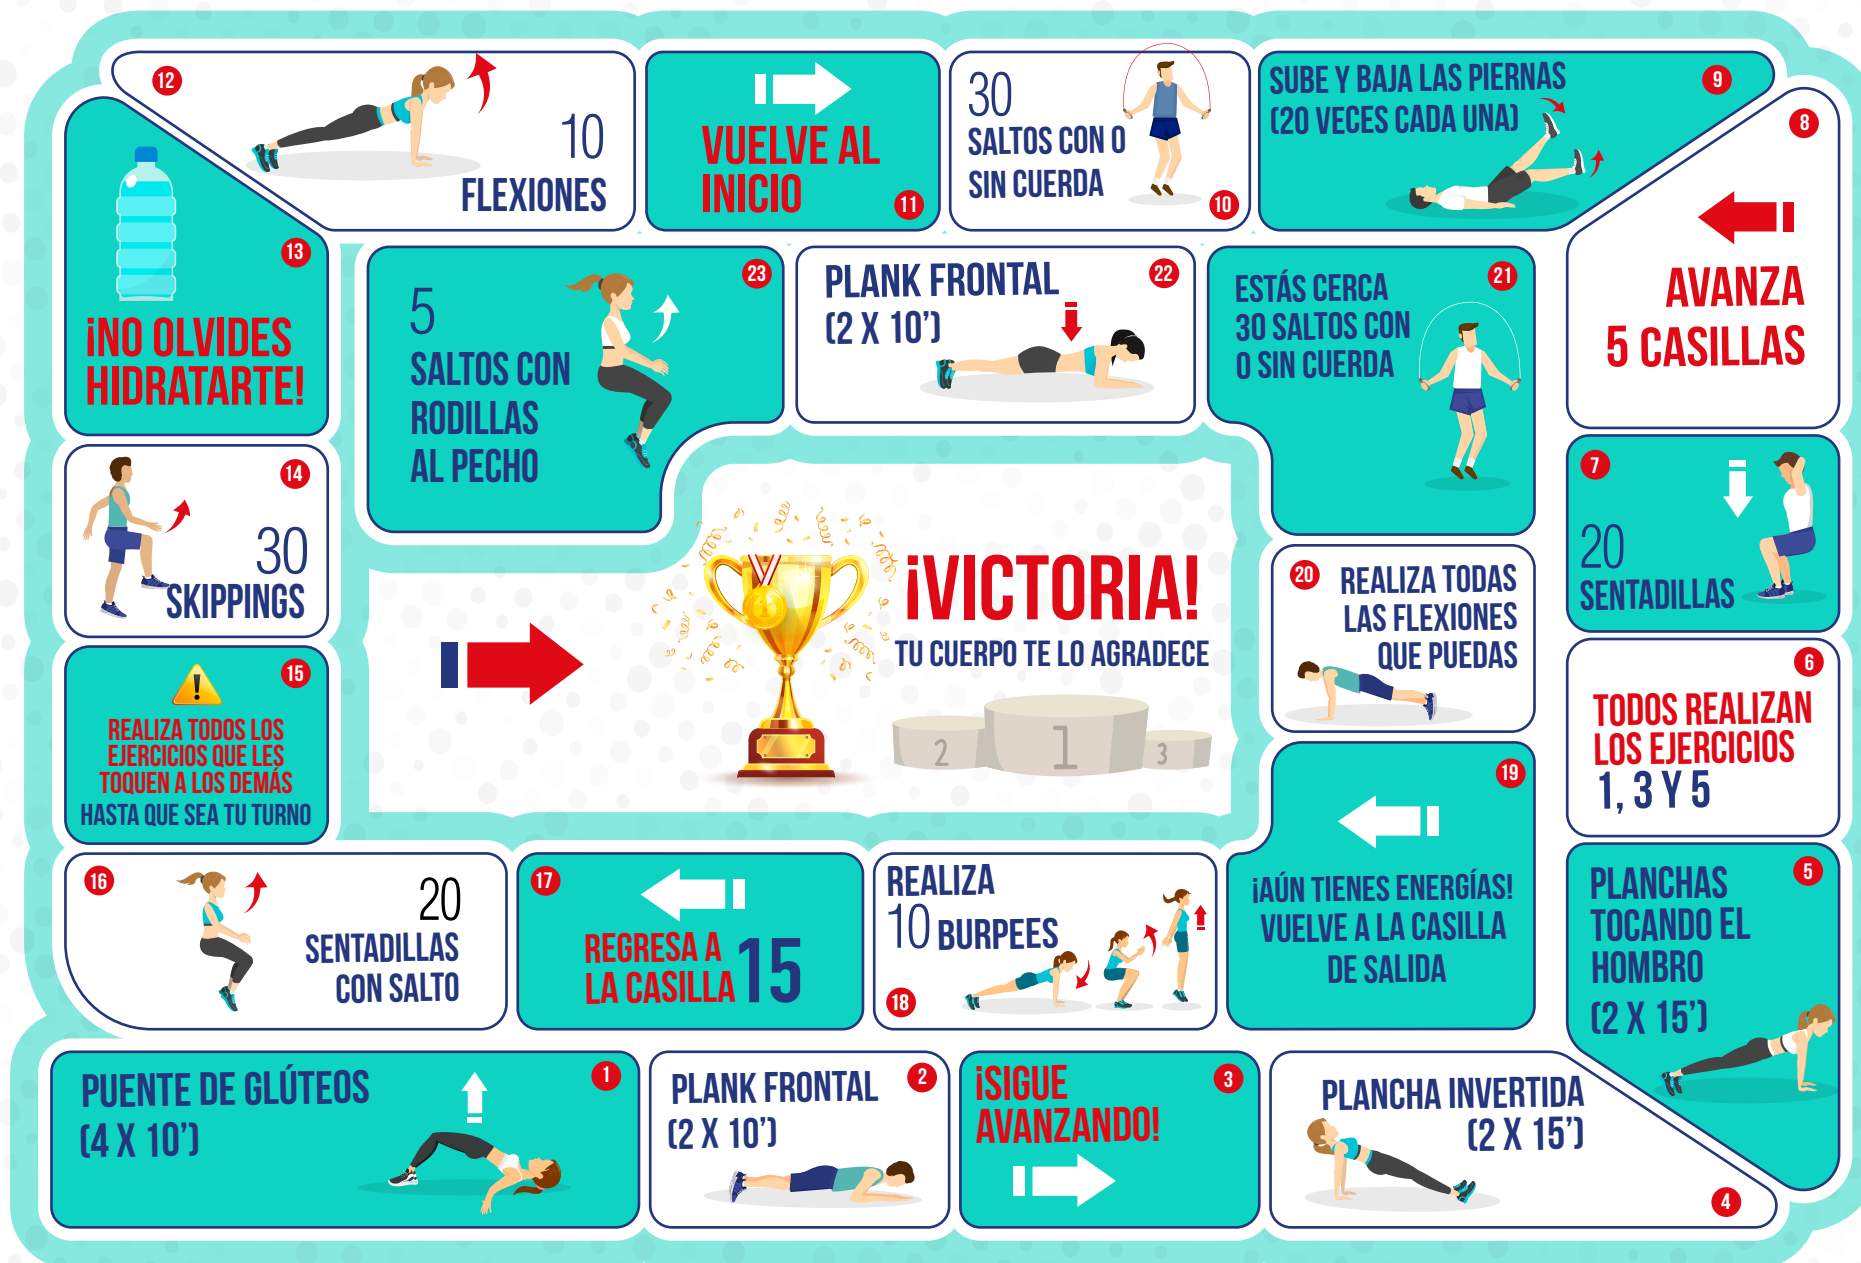 12
10
FLEXIONES
VUELVE AL
INICIO
11
30
SALTOS CON O
SIN CUERDA
10
SUBE Y BAJA LAS PIERNAS
(20 VECES CADA UNA)
9
8
AVANZA
5 CASILLAS
13
¡NO OLVIDES
HIDRATARTE!
5
SALTOS CON
RODILLAS
AL PECHO
23
PLANK FRONTAL
(2 X 10')
22
ESTÁS CERCA
30 SALTOS CON
O SIN CUERDA
21
7
20
SENTADILLAS
14
30
SKIPPINGS
¡VICTORIA!
TU CUERPO TE LO AGRADECE
2
1
3
20
REALIZA TODAS
LAS FLEXIONES
QUE PUEDAS
6
TODOS REALIZAN
LOS EJERCICIOS
1, 3 Y 5
15
REALIZA TODOS LOS
EJERCICIOS QUE LES
TOQUEN A LOS DEMÁS
HASTA QUE SEA TU TURNO
19
¡AÚN TIENES ENERGÍAS!
VUELVE A LA CASILLA
DE SALIDA
16
20
SENTADILLAS
CON SALTO
17
REGRESA A
LA CASILLA 15
REALIZA
10 BURPEES
18
5
PLANCHAS
TOCANDO EL
HOMBRO
(2 X 15')
PUENTE DE GLÚTEOS
(4 X 10')
1
PLANK FRONTAL
(2 X 10')
2
¡SIGUE
AVANZANDO!
3
PLANCHA INVERTIDA
(2 X 15')
4